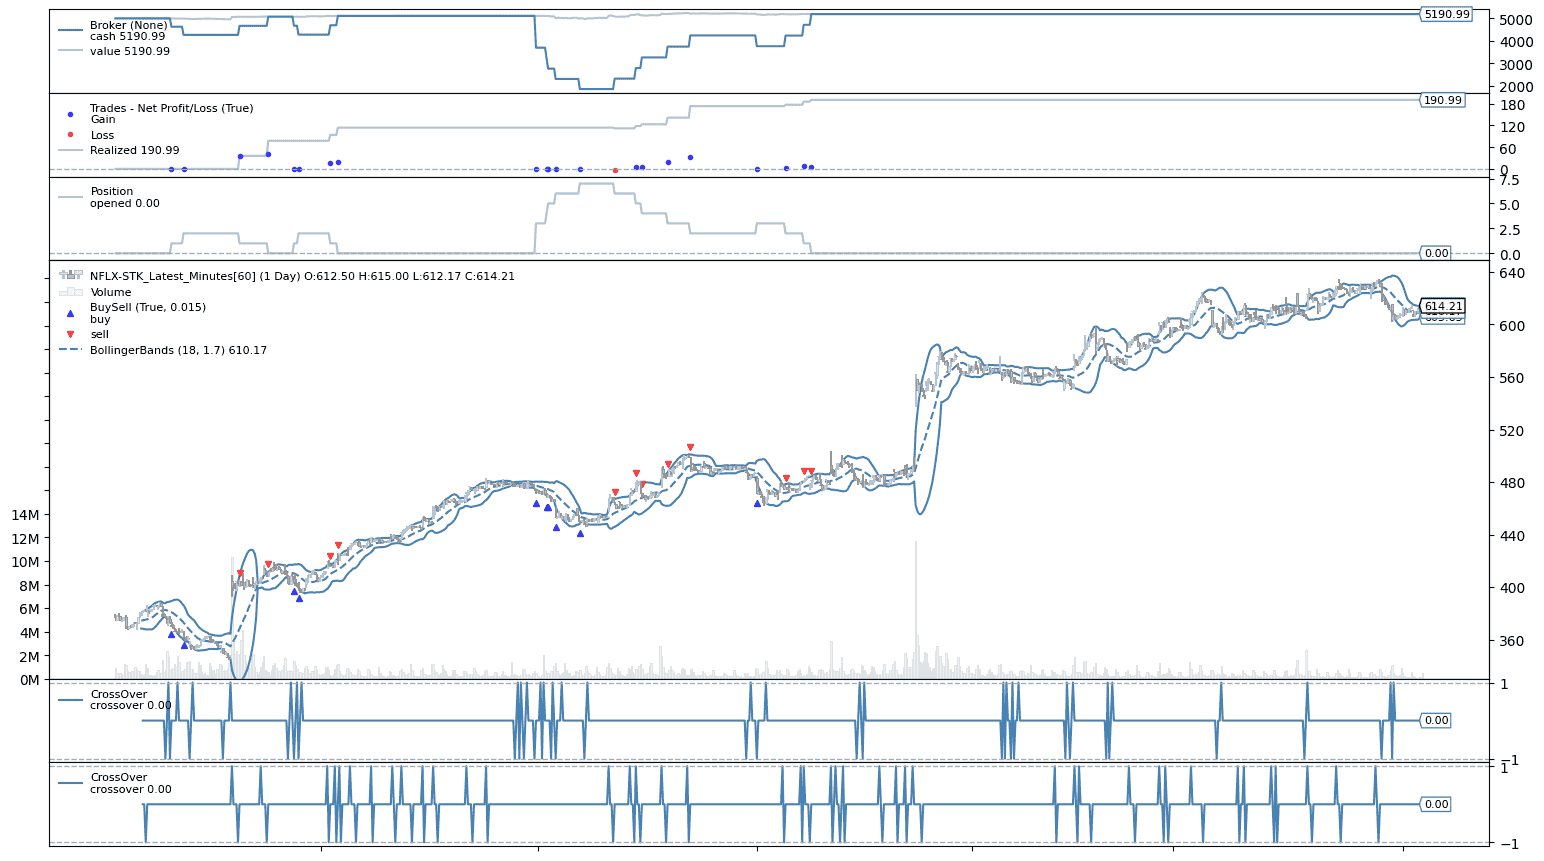 Broker (None)
cash 5190.99
value 5190.99
5190.99
5000
4000
3000
2000
Trades - Net Profit/Loss (True)
Gain
Loss
Realized 190.99
190.99
180
120
60
0
Position
opened 0.00
7.5
5.0
2.5
0.0
0.00
NFLX-STK_Latest_Minutes[60] (1 Day) O:612.50 H:615.00 L:612.17 C:614.21
Volume
BuySell (True, 0.015)
buy
sell
BollingerBands (18, 1.7) 610.17
614.21
640
600
560
520
480
440
400
360
14M
12M
10M
8M
6M
4M
2M
0M
CrossOver
crossover 0.00
1
0.00
−1
CrossOver
crossover 0.00
1
0.00
−1